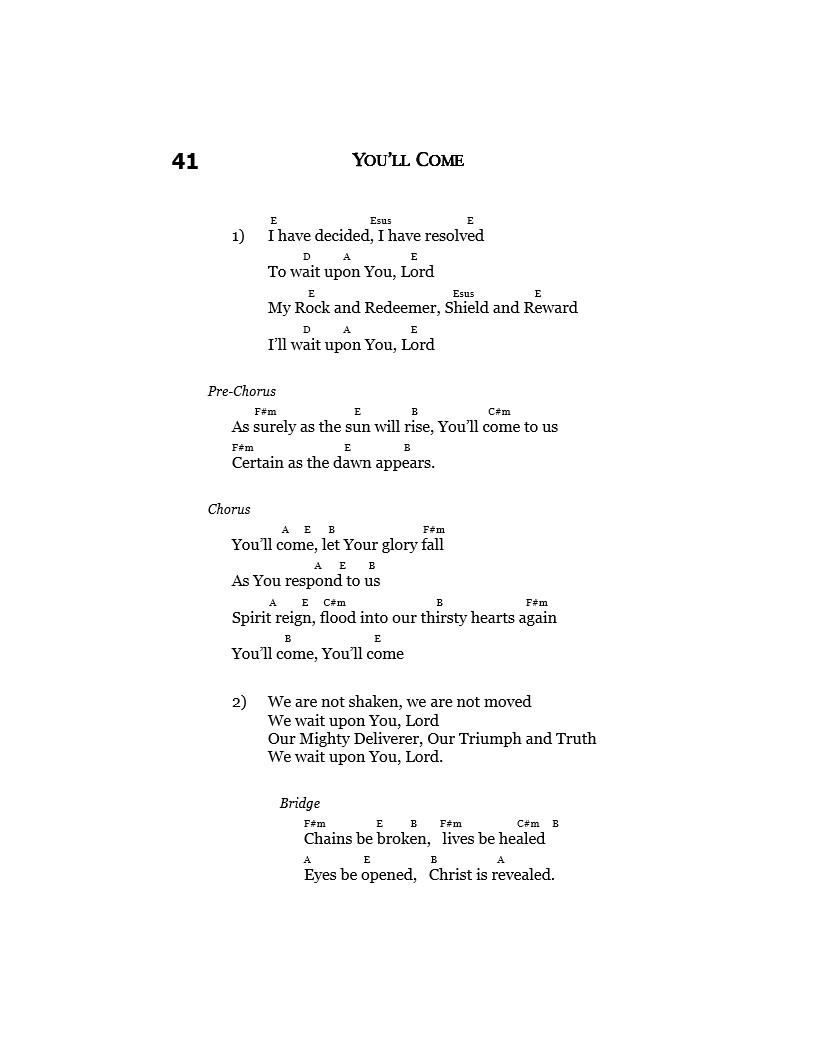 41 YOU'LL COME
E Esus E
1) I have decided, I have resolved
D A E
To wait upon You, Lord
E Esus E
My Rock and Redeemer, Shield and Reward
D A E
I'll wait upon You, Lord
Pre-Chorus
F#m E B C#m
As surely as the sun will rise, You'll come to us
F#m E B
Certain as the dawn appears.
Chorus
A E B F#m
You'll come, let Your glory fall
A E B
As You respond to us
A E C#m B F#m
Spirit reign, flood into our thirsty hearts again
B E
You'll come, You'll come
2) We are not shaken, we are not moved
We wait upon You, Lord
Our Mighty Deliverer, Our Triumph and Truth
We wait upon You, Lord.
Bridge
F#m E B F#m C#m B
Chains be broken, lives be healed
A E B A
Eyes be opened, Christ is revealed.